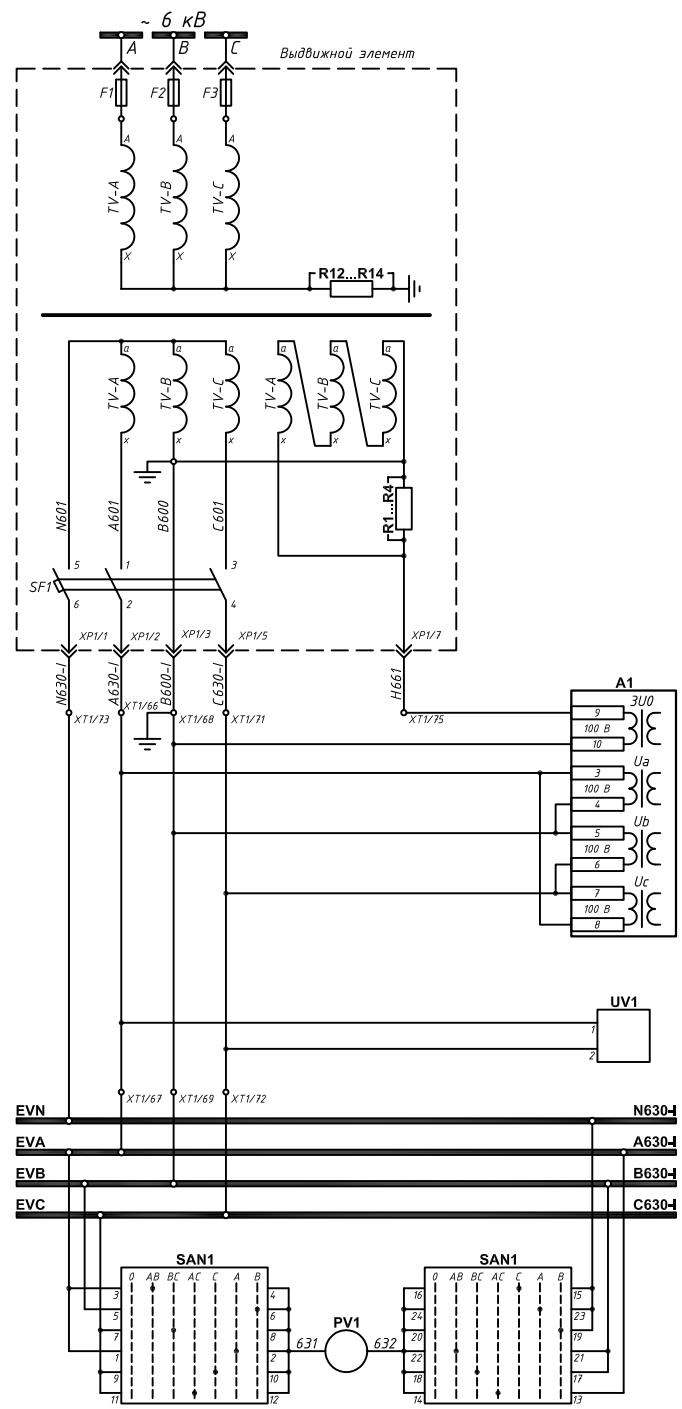 ~ 6 кВ
A B C
Выдвижной элемент
F1 F2 F3
A A A
TV-A TV-B TV-C
X X X
R12...R14
a a a a a a
TV-A TV-B TV-C TV-A TV-B TV-C
x x x x x x
N601 A601 B600 C601 R1...R4
5 1 3
SF1
6 2 4
XP1/1 XP1/2 XP1/3 XP1/5 XP1/7
N630-I A630-I B600-I C630-I H661
XT1/73 XT1/66 XT1/68 XT1/71 XT1/75
A1
9 3U0
100 В
10
3 Ua
100 В
4
5 Ub
100 В
6
7 Uc
100 В
8
UV1
1
2
XT1/67 XT1/69 XT1/72
EVN N630-I
EVA A630-I
EVB B630-I
EVC C630-I
SAN1 SAN1
0 AB BC AC C A B 0 AB BC AC C A B
3 4 16 15
5 6 24 23
7 8 20 19
1 2 631 PV1 632 22 21
9 10 18 17
11 12 14 13